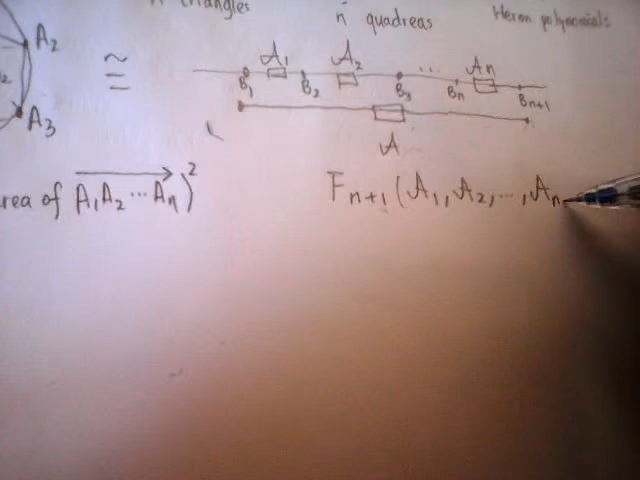 n triangles n quadreas Heron polynomials
A₂ ≅ 𝒜₁ 𝒜₂ ... 𝒜n
B₁ B₂ B₃ Bn Bn+1
A₃
𝒜
rea of A₁A₂...An)² Fn+1(𝒜₁,𝒜₂,...,𝒜n